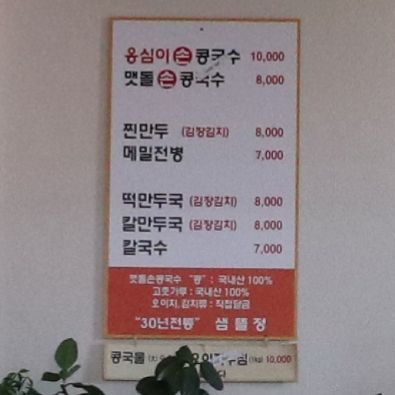 옹심이 손 콩국수 10,000
맷돌 손 콩국수 8,000
찐만두 (김장김치) 8,000
메밀전병 7,000
떡만두국 (김장김치) 8,000
칼만두국 (김장김치) 8,000
칼국수 7,000
맷돌손콩국수 "콩" : 국내산 100%
고춧가루 : 국내산 100%
오이지,김치류 : 직접담금
"30년전통" 샘뜰정
콩국물 (1kg) 10,000